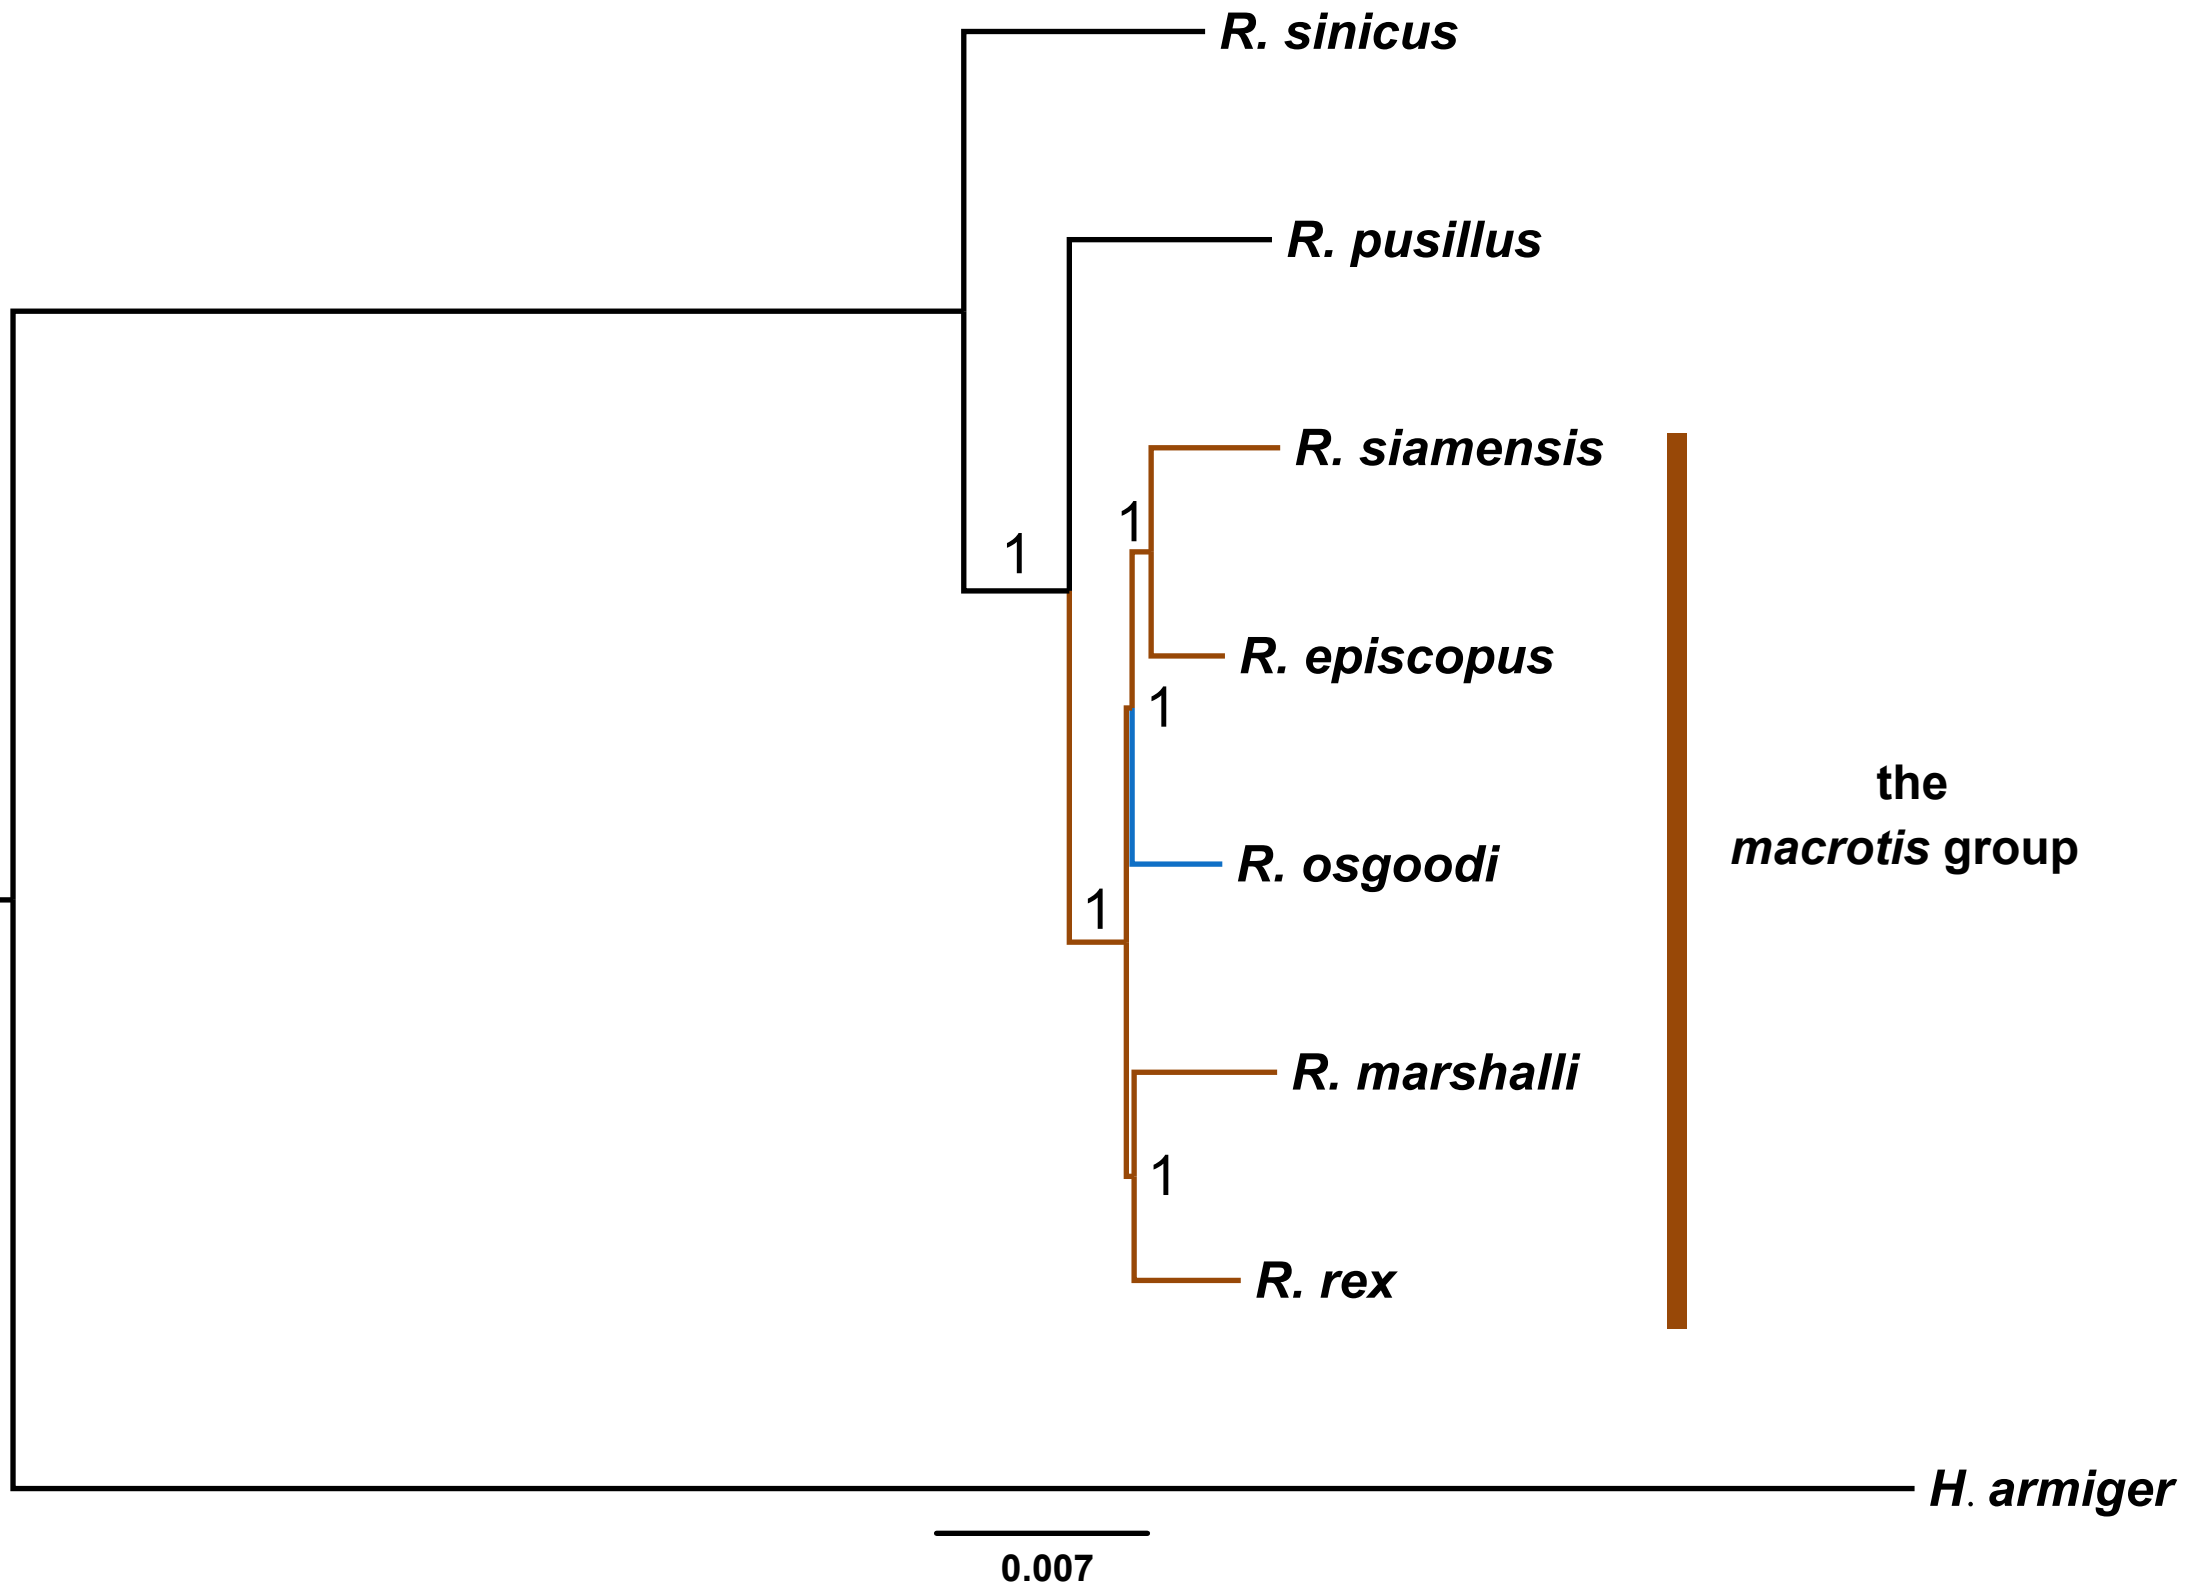 R. sinicus
R. pusillus
R. siamensis
1
1
R. episcopus
1
the
macrotis group
R. osgoodi
1
R. marshalli
1
R. rex
H. armiger
0.007